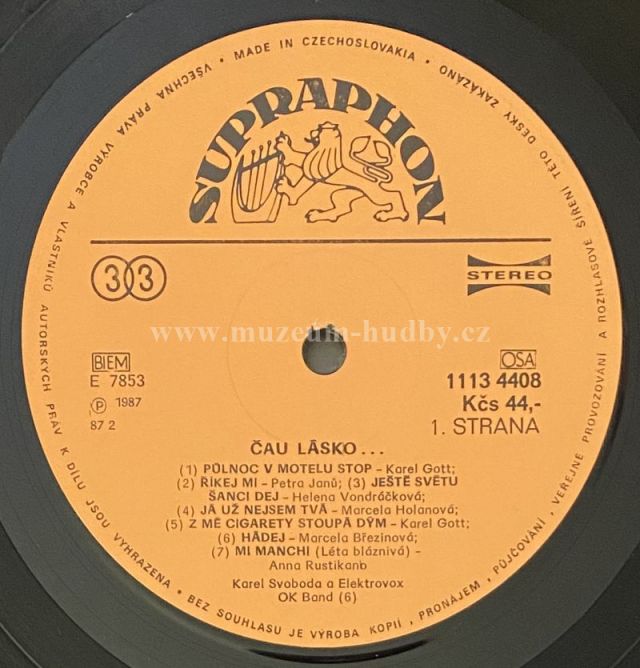 MADE IN CZECHOSLOVAKIA • VŠECHNA PRÁVA VÝROBCE A VLASTNÍKŮ AUTORSKÝCH PRÁV K DÍLU JSOU VYHRAZENA • BEZ SOUHLASU JE VÝROBA KOPIÍ, PRONÁJEM, PŮJČOVÁNÍ, VEŘEJNÉ PROVOZOVÁNÍ A ROZHLASOVÉ ŠÍŘENÍ TÉTO DESKY ZAKÁZÁNO •
SUPRAPHON
33
STEREO
www.muzeum-hudby.cz
BIEM
OSA
E 7853
1113 4408
Ⓟ 1987
Kčs 44,-
87 2
1. STRANA
ČAU LÁSKO...
(1) PŮLNOC V MOTELU STOP – Karel Gott;
(2) ŘÍKEJ MI – Petra Janů; (3) JEŠTĚ SVĚTU
ŠANCI DEJ – Helena Vondráčková;
(4) JÁ UŽ NEJSEM TVÁ – Marcela Holanová;
(5) Z MÉ CIGARETY STOUPÁ DÝM – Karel Gott;
(6) HÁDEJ – Marcela Březinová;
(7) MI MANCHI (Léta bláznivá) –
Anna Rustikano
Karel Svoboda a Elektrovox
OK Band (6)